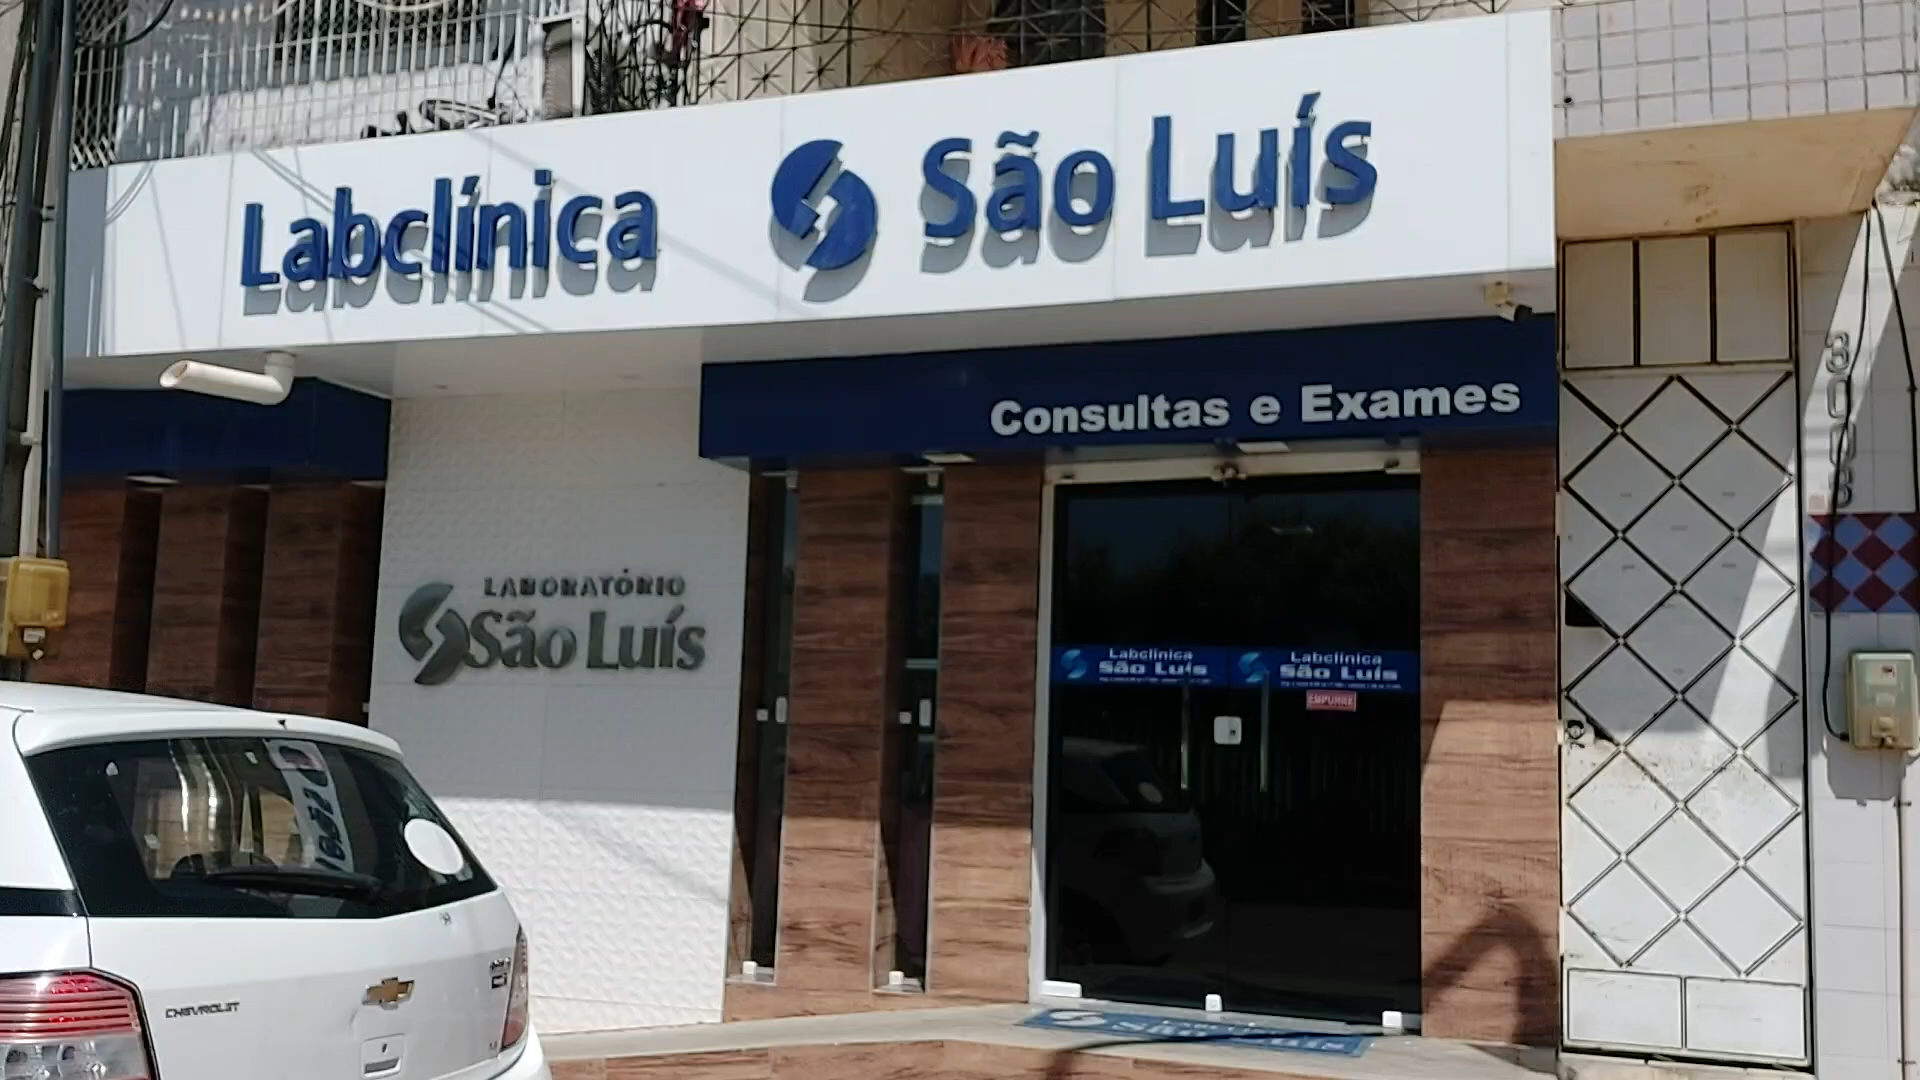 Labclínica São Luís
Consultas e Exames
LABORATÓRIO
São Luís
Labclínica
São Luís
Labclínica
São Luís
EMPURRE
CHEVROLET